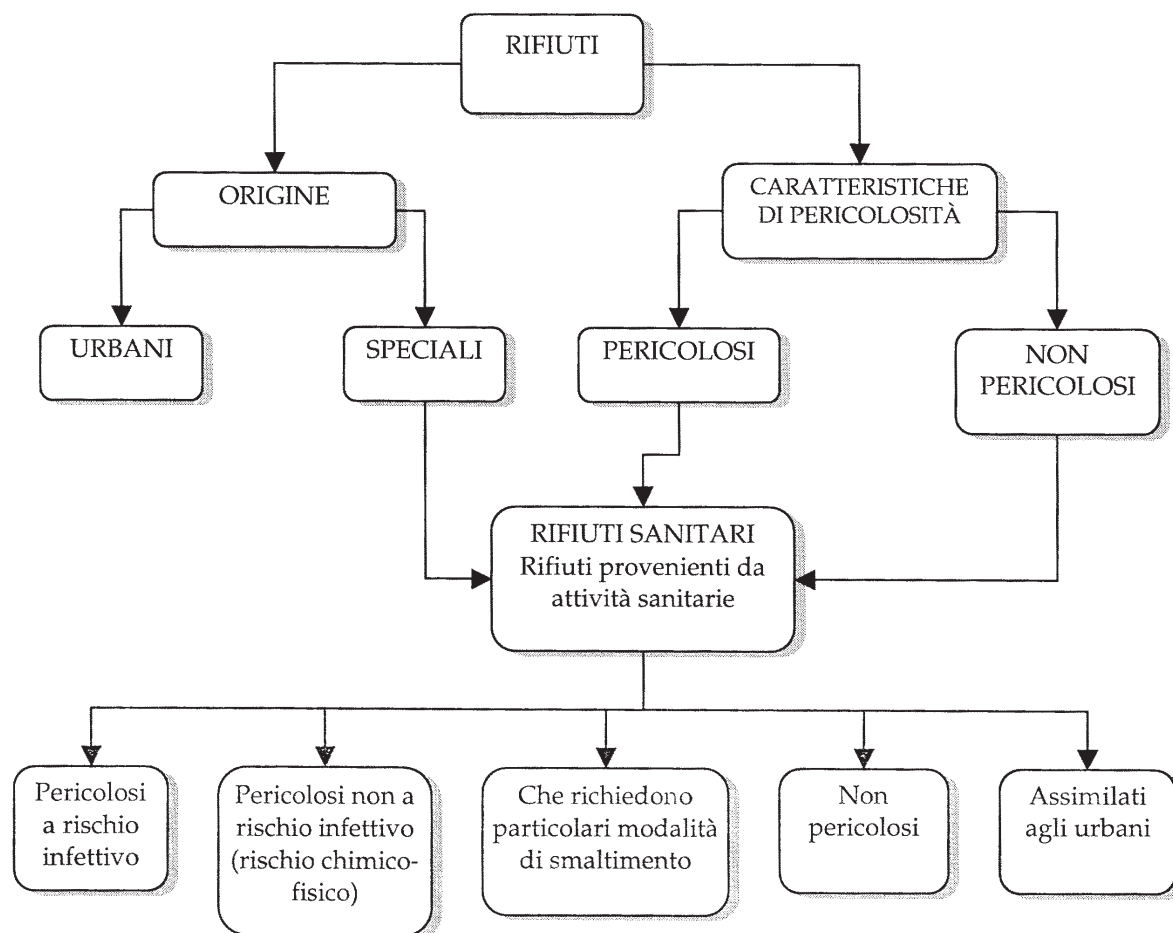 RIFIUTI
ORIGINE
CARATTERISTICHE
DI PERICOLOSITÀ
URBANI
SPECIALI
PERICOLOSI
NON
PERICOLOSI
RIFIUTI SANITARI
Rifiuti provenienti da
attività sanitarie
Pericolosi
a rischio
infettivo
Pericolosi non a
rischio infettivo
(rischio chimico-
fisico)
Che richiedono
particolari modalità
di smaltimento
Non
pericolosi
Assimilati
agli urbani